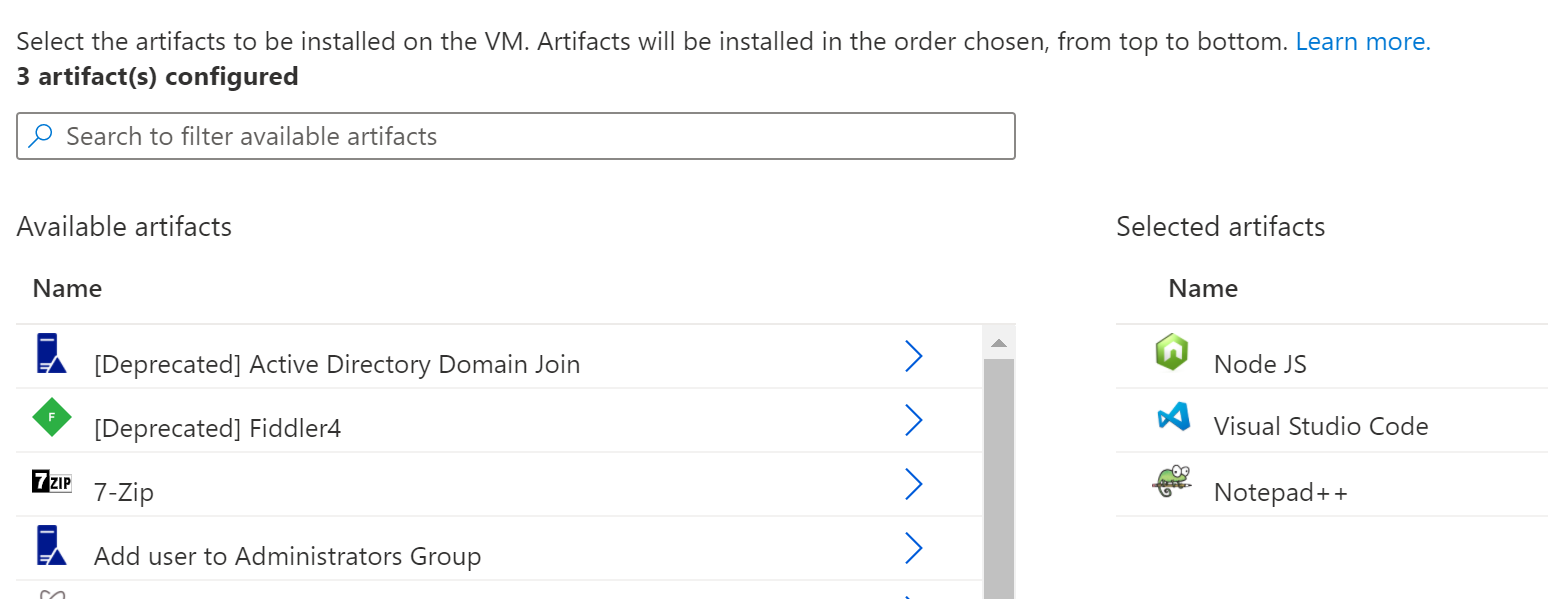 Select the artifacts to be installed on the VM. Artifacts will be installed in the order chosen, from top to bottom. Learn more.
3 artifact(s) configured
Search to filter available artifacts
Available artifacts
Name
[Deprecated] Active Directory Domain Join
F
[Deprecated] Fiddler4
7ZIP
7-Zip
Add user to Administrators Group
Selected artifacts
Name
Node JS
Visual Studio Code
Notepad++